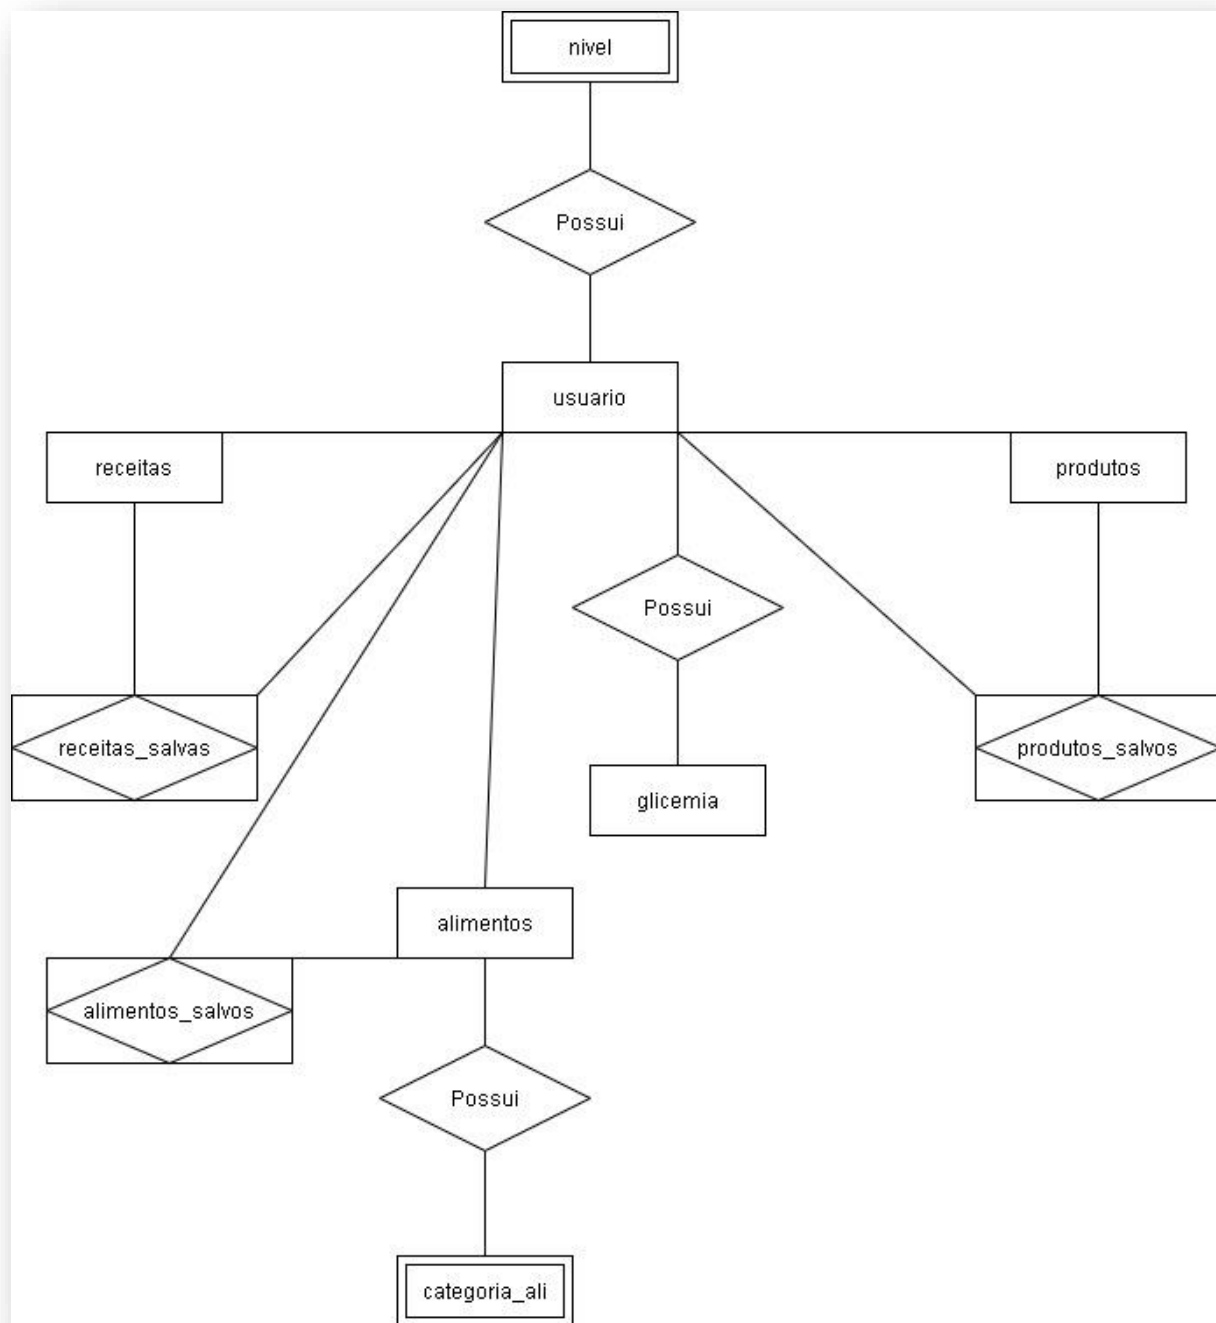 nivel
Possui
usuario
receitas
produtos
Possui
receitas_salvas
produtos_salvos
glicemia
alimentos
alimentos_salvos
Possui
categoria_ali